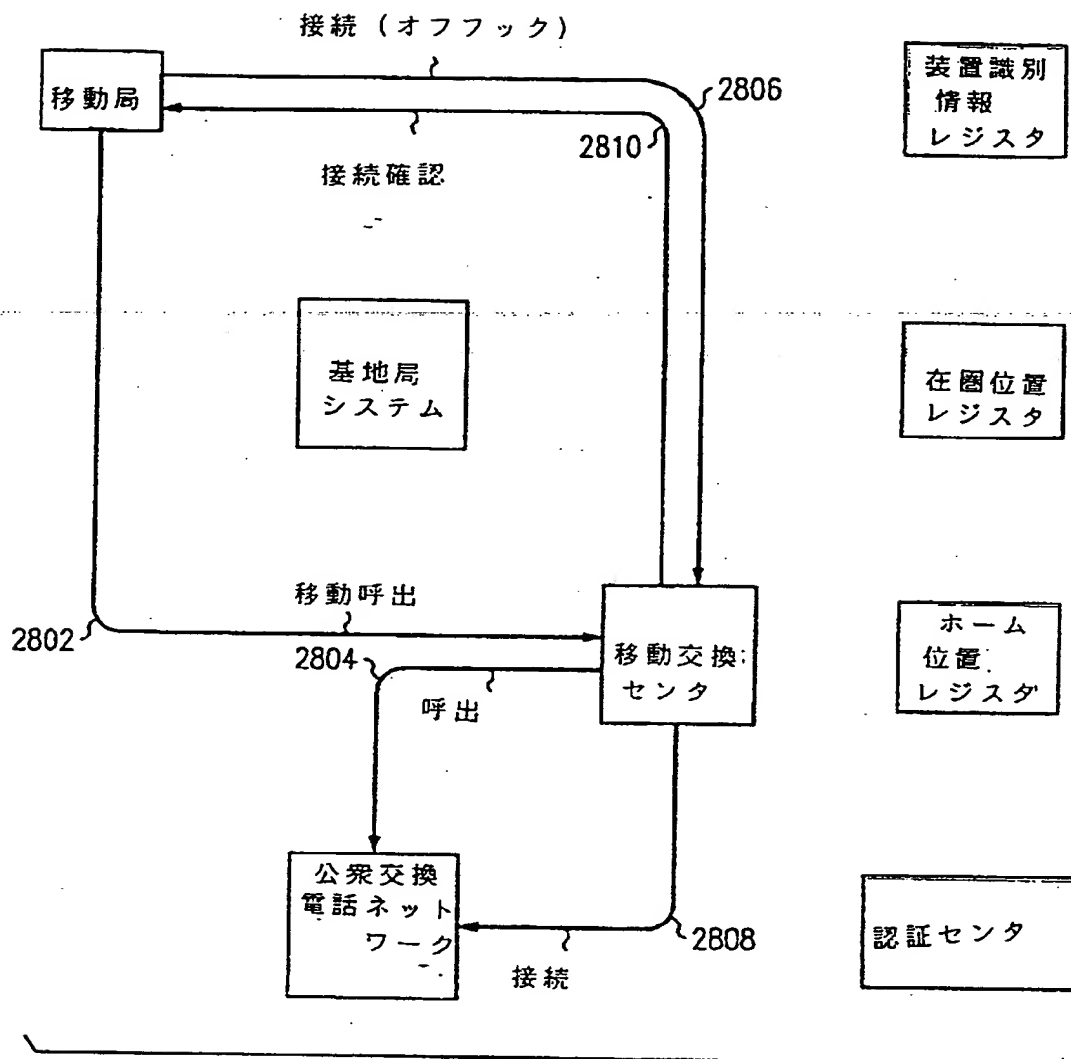 接続(オフフック)
移動局
2806
装置識別
情報
レジスタ
2810
接続確認
基地局
システム
在圏位置
レジスタ
移動呼出
2802
2804
移動交換
センタ
呼出
ホーム
位置
レジスタ
公衆交換
電話ネット
ワーク
2808
接続
認証センタ